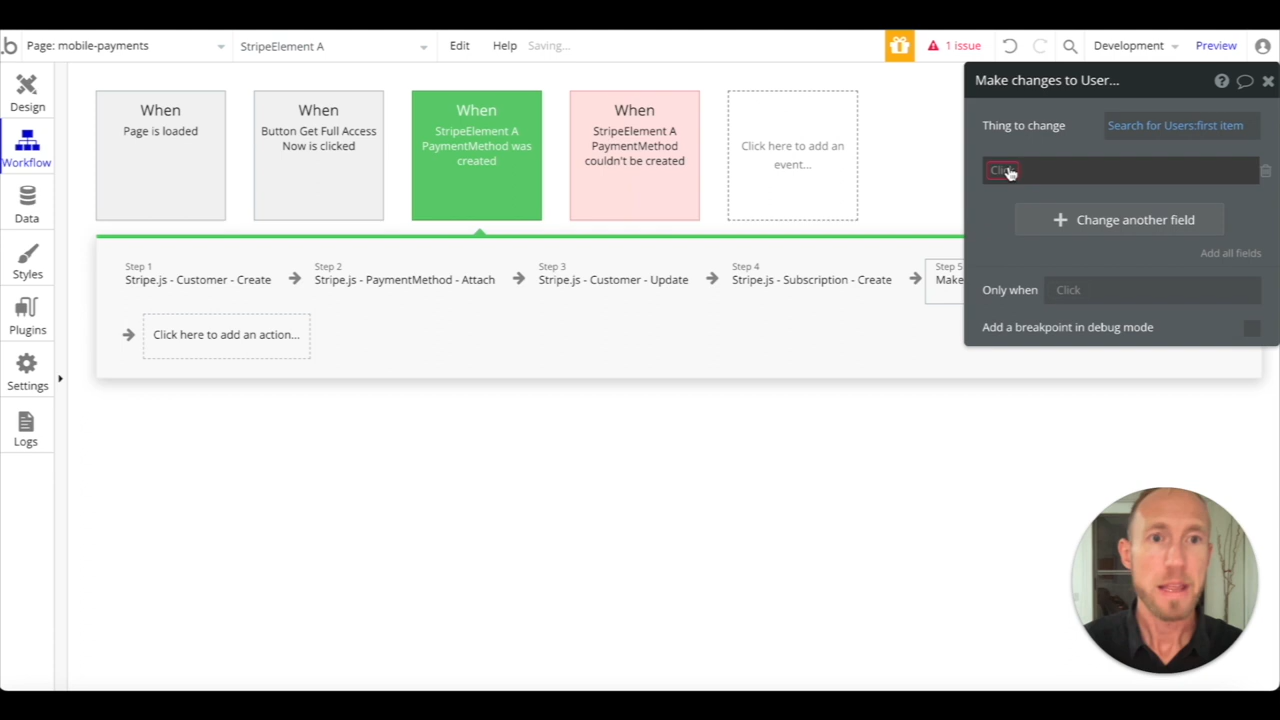 .b Page: mobile-payments StripeElement A Edit Help Saving... 1 issue Development Preview
Design
Workflow
Data
Styles
Plugins
Settings
Logs
When
Page is loaded
When
Button Get Full Access
Now is clicked
When
StripeElement A
PaymentMethod was
created
When
StripeElement A
PaymentMethod
couldn't be created
Click here to add an
event...
Step 1
Stripe.js - Customer - Create
Step 2
Stripe.js - PaymentMethod - Attach
Step 3
Stripe.js - Customer - Update
Step 4
Stripe.js - Subscription - Create
Step 5
Make
Click here to add an action...
Make changes to User...
Thing to change Search for Users:first item
Click
Change another field
Add all fields
Only when Click
Add a breakpoint in debug mode